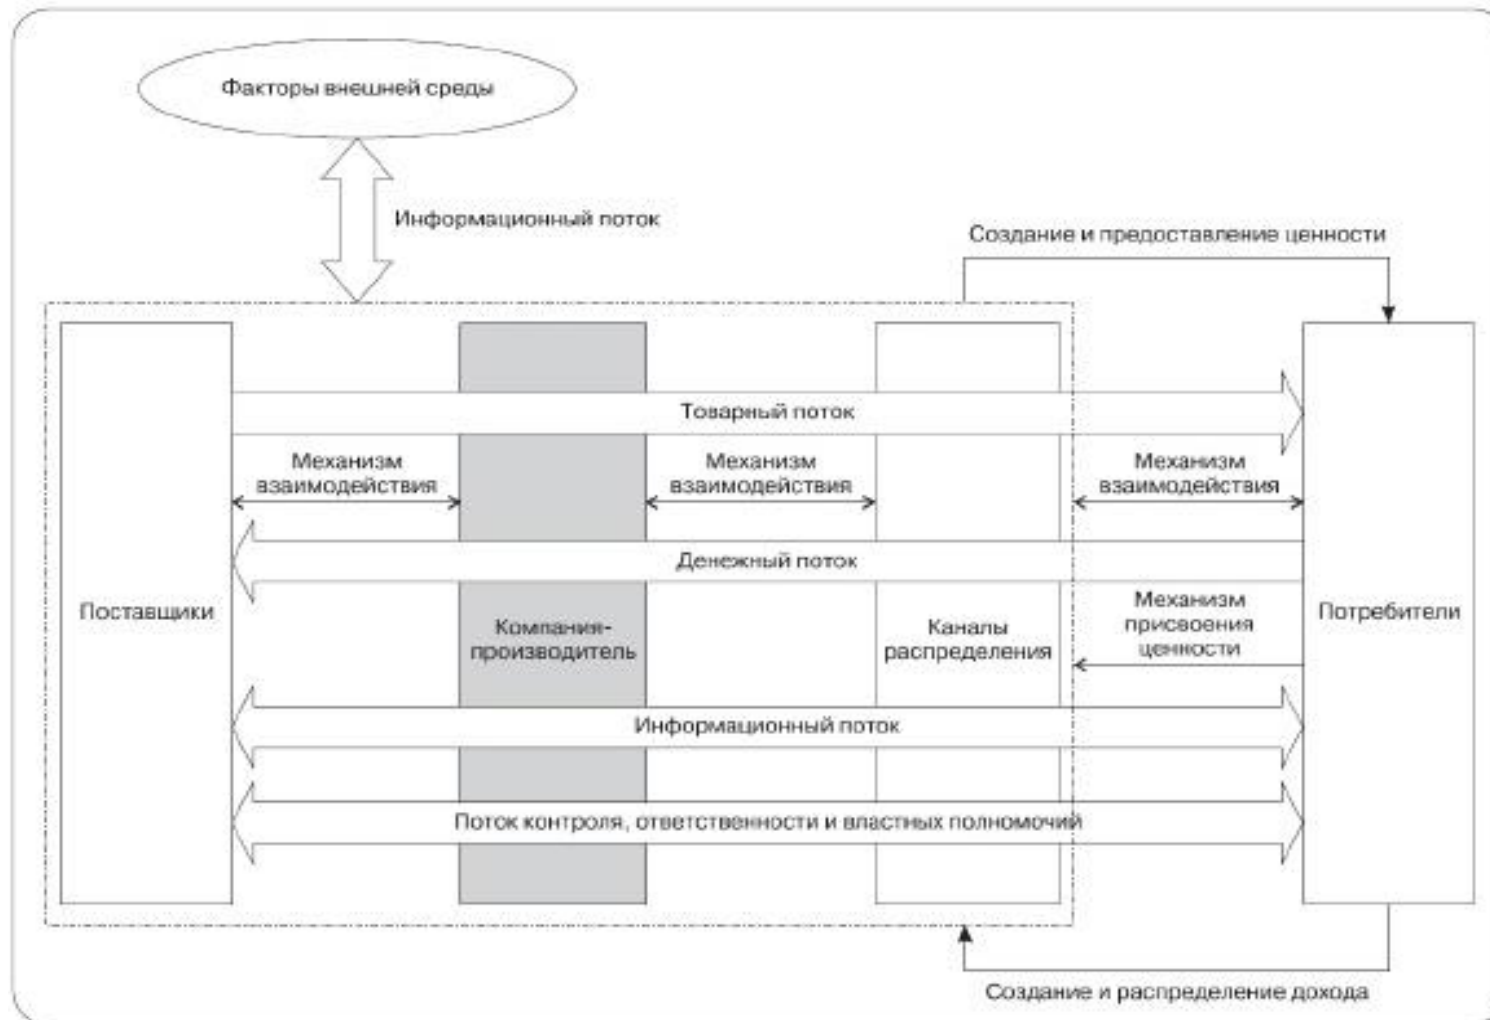 Факторы внешней среды
Информационный поток
Создание и предоставление ценности
Товарный поток
Механизм
взаимодействия
Механизм
взаимодействия
Механизм
взаимодействия
Денежный поток
Поставщики
Компания-
производитель
Каналы
распределения
Механизм
присвоения
ценности
Потребители
Информационный поток
Поток контроля, ответственности и властных полномочий
Создание и распределение дохода